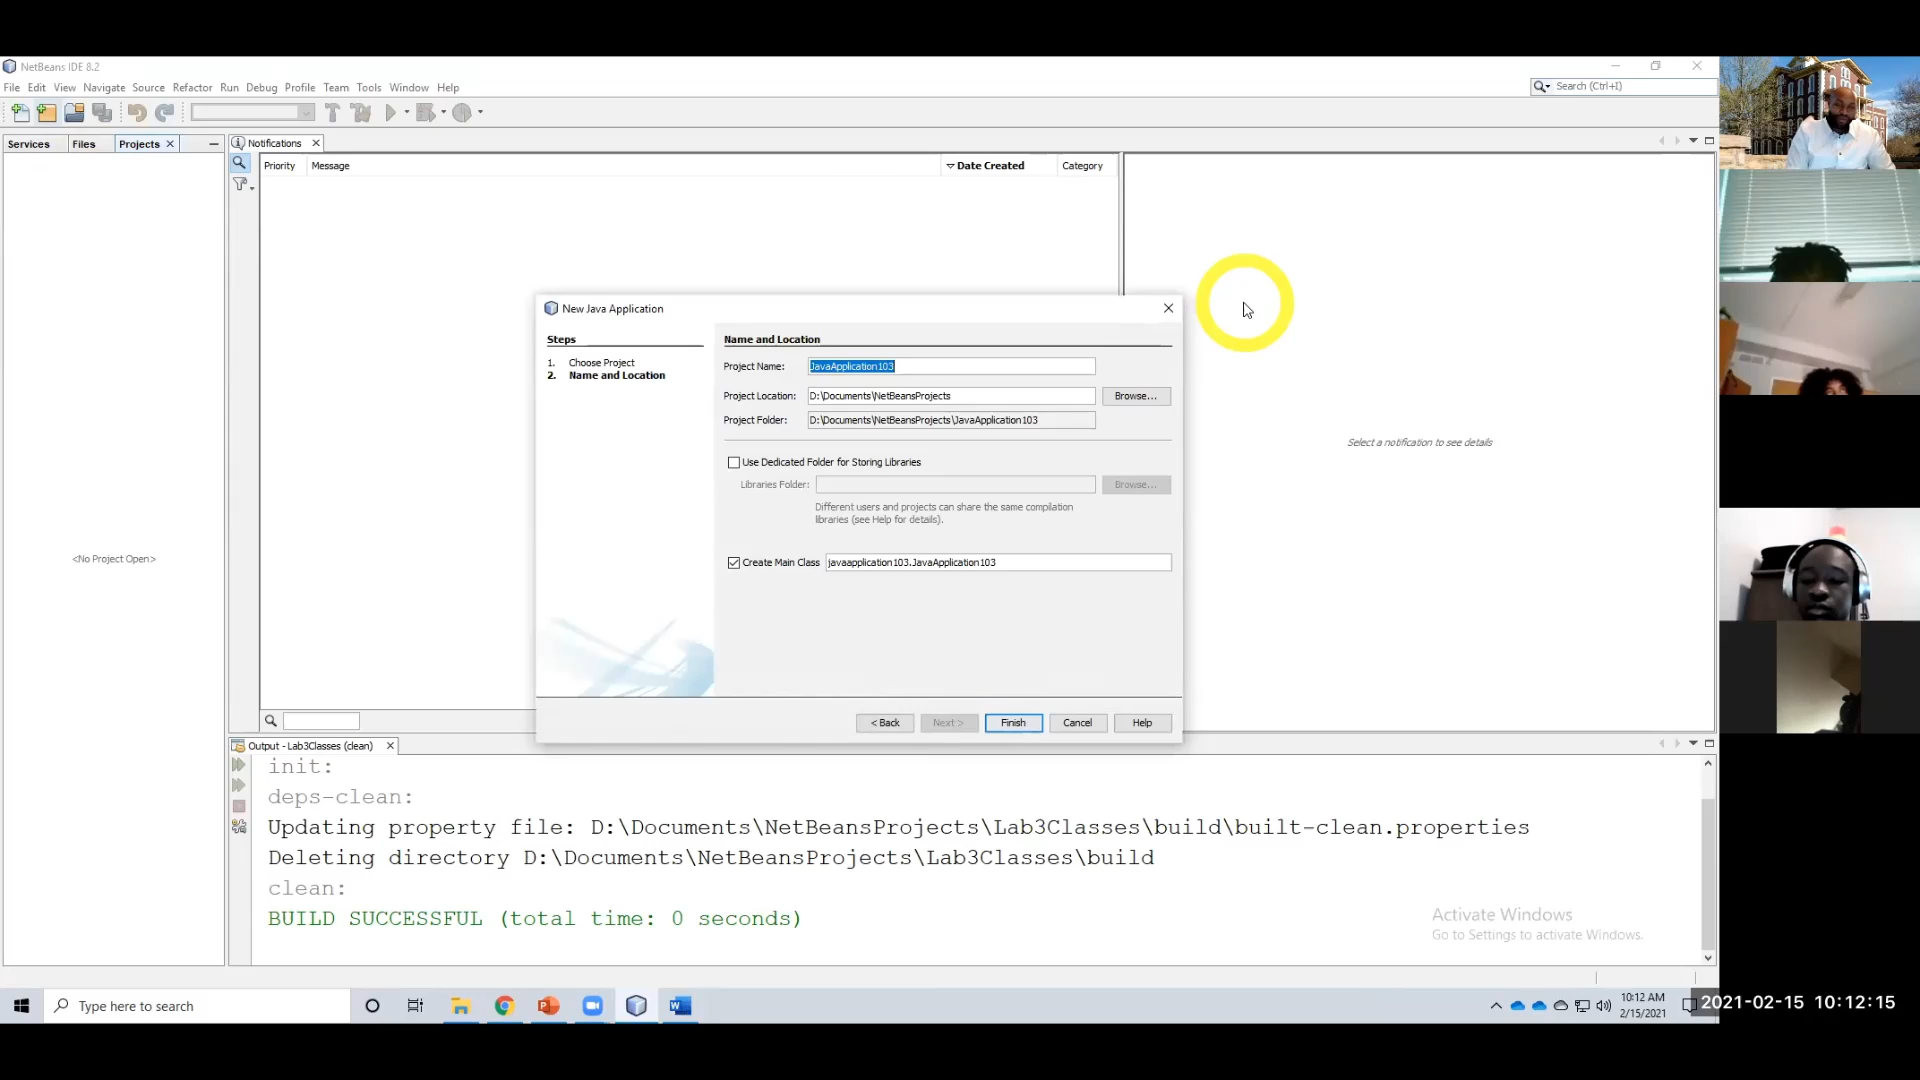 NetBeans IDE 8.2
File Edit View Navigate Source Refactor Run Debug Profile Team Tools Window Help
Search (Ctrl+I)
Services Files Projects
Notifications
Priority Message Date Created Category
<No Project Open>
Select a notification to see details
New Java Application
Steps
1. Choose Project
2. Name and Location
Name and Location
Project Name: JavaApplication103
Project Location: D:\Documents\NetBeansProjects Browse...
Project Folder: D:\Documents\NetBeansProjects\JavaApplication103
Use Dedicated Folder for Storing Libraries
Libraries Folder: Browse...
Different users and projects can share the same compilation
libraries (see Help for details).
Create Main Class javaapplication103.JavaApplication103
< Back Next > Finish Cancel Help
Output - Lab3Classes (clean)
init:
deps-clean:
Updating property file: D:\Documents\NetBeansProjects\Lab3Classes\build\built-clean.properties
Deleting directory D:\Documents\NetBeansProjects\Lab3Classes\build
clean:
BUILD SUCCESSFUL (total time: 0 seconds)
Activate Windows
Go to Settings to activate Windows.
Type here to search
10:12 AM
2/15/2021
2021-02-15 10:12:15